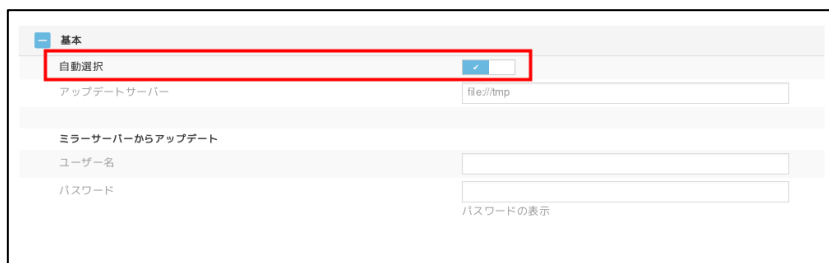 基本
自動選択
アップデートサーバー file://tmp
ミラーサーバーからアップデート
ユーザー名
パスワード
パスワードの表示